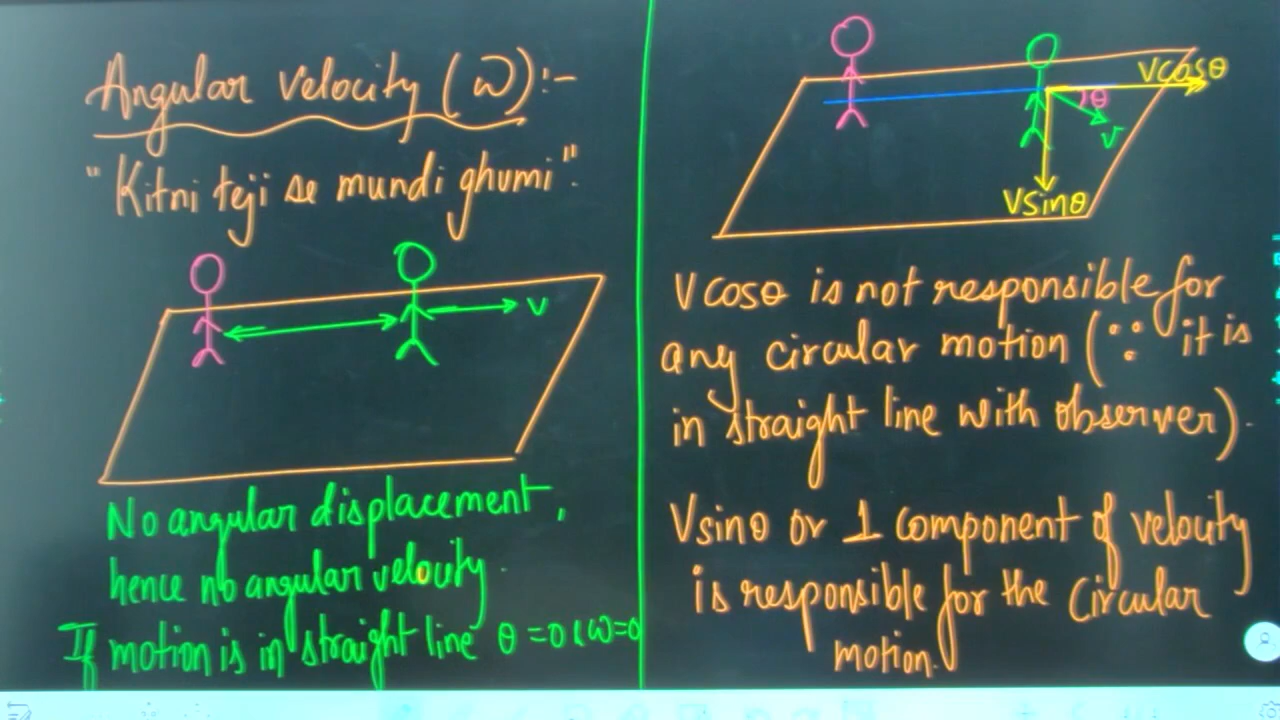 Angular velocity (ω):-
"Kitni teji se mundi ghumi".
v
No angular displacement,
hence no angular velocity.
If motion is in straight line θ = 0 & ω=0
Vcosθ
θ
v
Vsinθ
Vcosθ is not responsible for
any circular motion (∵ it is
in straight line with observer).
Vsinθ or ⊥ component of velocity
is responsible for the circular
motion.